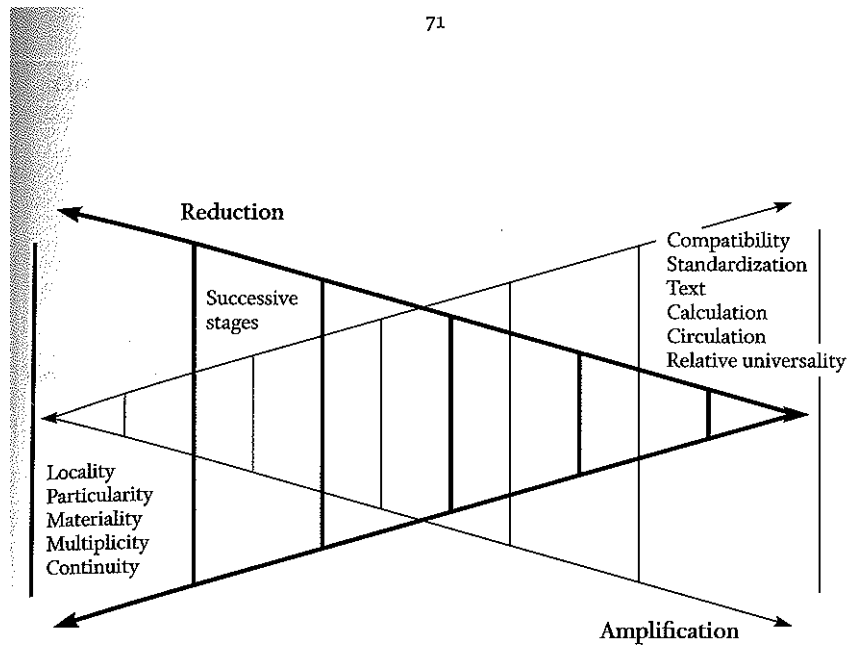 71
Reduction
Successive
stages
Compatibility
Standardization
Text
Calculation
Circulation
Relative universality
Locality
Particularity
Materiality
Multiplicity
Continuity
Amplification